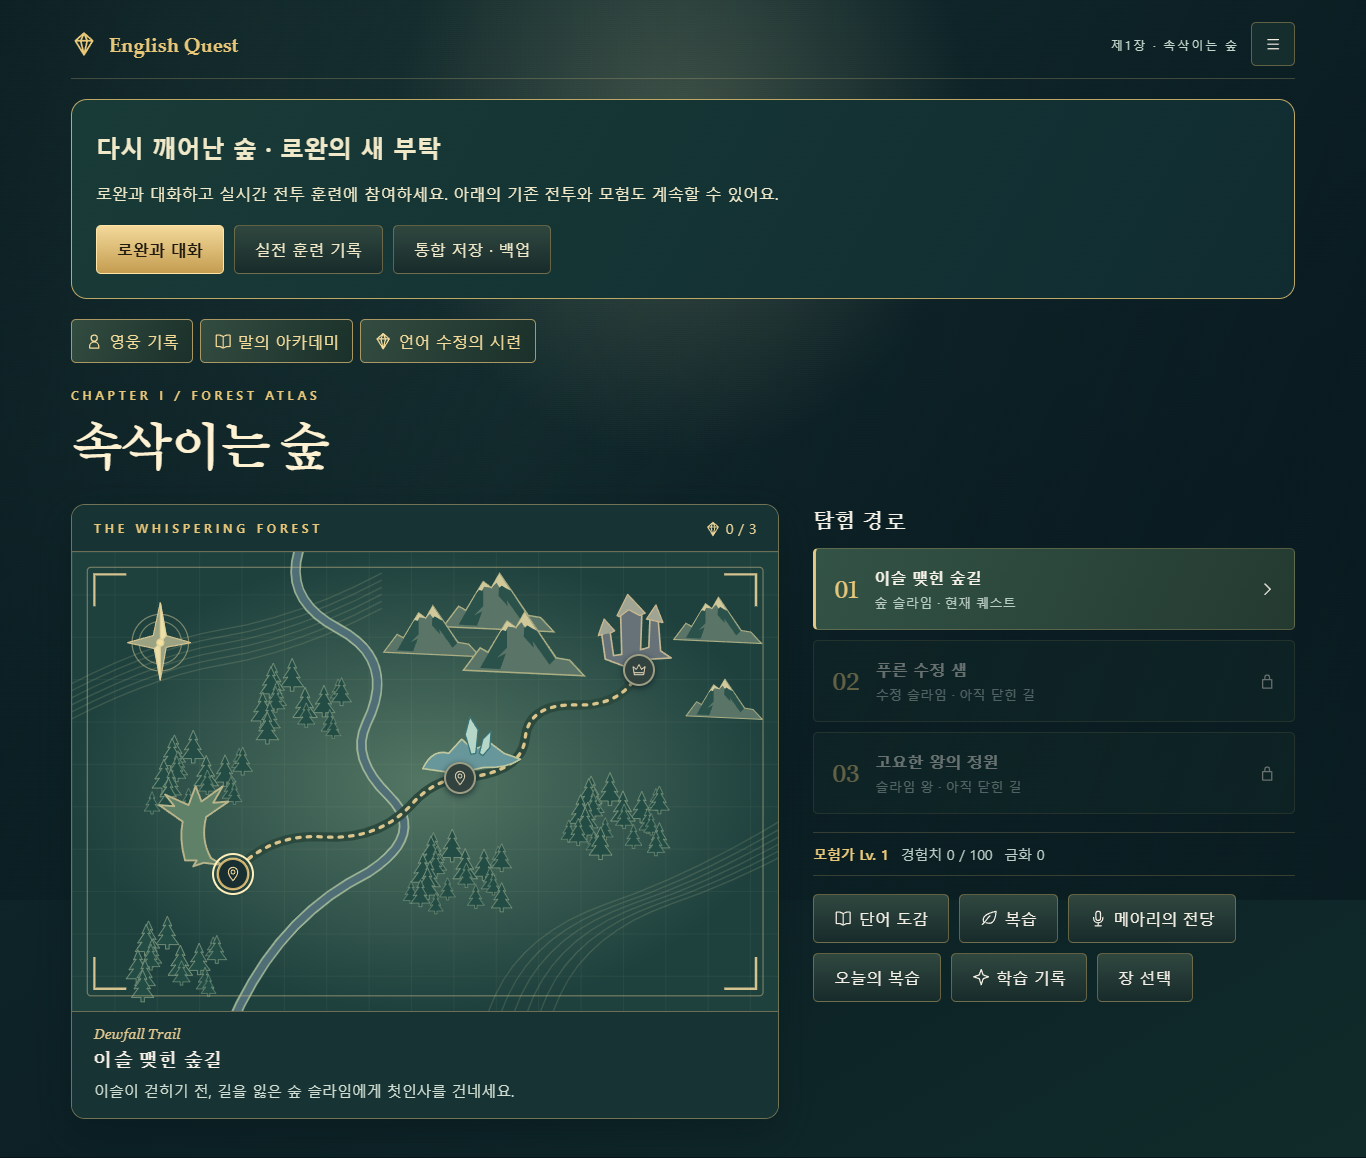 English Quest
제1장 · 속삭이는 숲
다시 깨어난 숲 · 로완의 새 부탁
로완과 대화하고 실시간 전투 훈련에 참여하세요. 아래의 기존 전투와 모험도 계속할 수 있어요.
로완과 대화
실전 훈련 기록
통합 저장 · 백업
영웅 기록
말의 아카데미
언어 수정의 시련
CHAPTER I / FOREST ATLAS
속삭이는 숲
THE WHISPERING FOREST
0 / 3
Dewfall Trail
이슬 맺힌 숲길
이슬이 걷히기 전, 길을 잃은 숲 슬라임에게 첫인사를 건네세요.
탐험 경로
01
이슬 맺힌 숲길
숲 슬라임 · 현재 퀘스트
02
푸른 수정 샘
수정 슬라임 · 아직 닫힌 길
03
고요한 왕의 정원
슬라임 왕 · 아직 닫힌 길
모험가 Lv. 1 경험치 0 / 100 금화 0
단어 도감
복습
메아리의 전당
오늘의 복습
학습 기록
장 선택